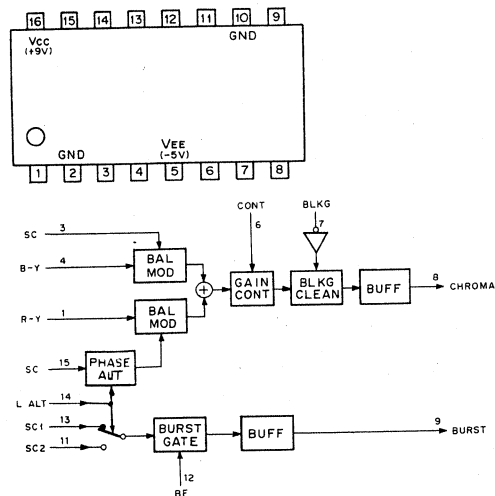 16 15 14 13 12 11 10 9
VCC GND
(+9V)
VEE
GND (-5V)
1 2 3 4 5 6 7 8
CONT BLKG
SC 3 6 7
B-Y 4 BAL MOD
GAIN CONT BLKG CLEAN BUFF 8 CHROMA
R-Y 1 BAL MOD
SC 15 PHASE AUT
L ALT 14
SC1 13 BURST GATE BUFF 9 BURST
SC2 11
12
BF